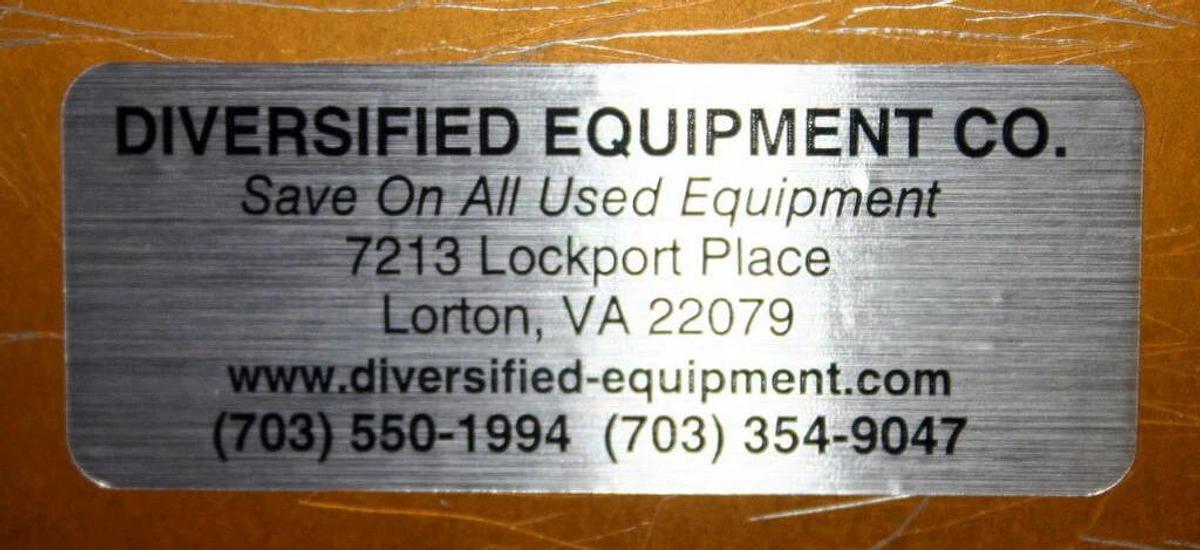 DIVERSIFIED EQUIPMENT CO.
Save On All Used Equipment
7213 Lockport Place
Lorton, VA 22079
www.diversified-equipment.com
(703) 550-1994 (703) 354-9047